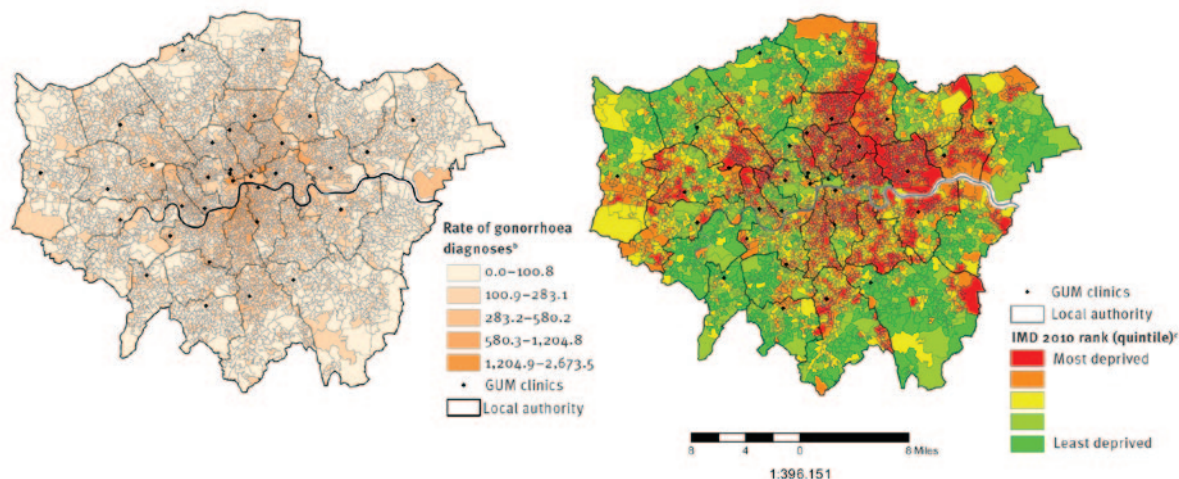 Rate of gonorrhoea
diagnosesᵇ
0.0–100.8
100.9–283.1
283.2–580.2
580.3–1,204.8
1,204.9–2,673.5
GUM clinics
Local authority
GUM clinics
Local authority
IMD 2010 rank (quintile)ᶜ
Most deprived
Least deprived
8 4 0 8 Miles
1:396.151